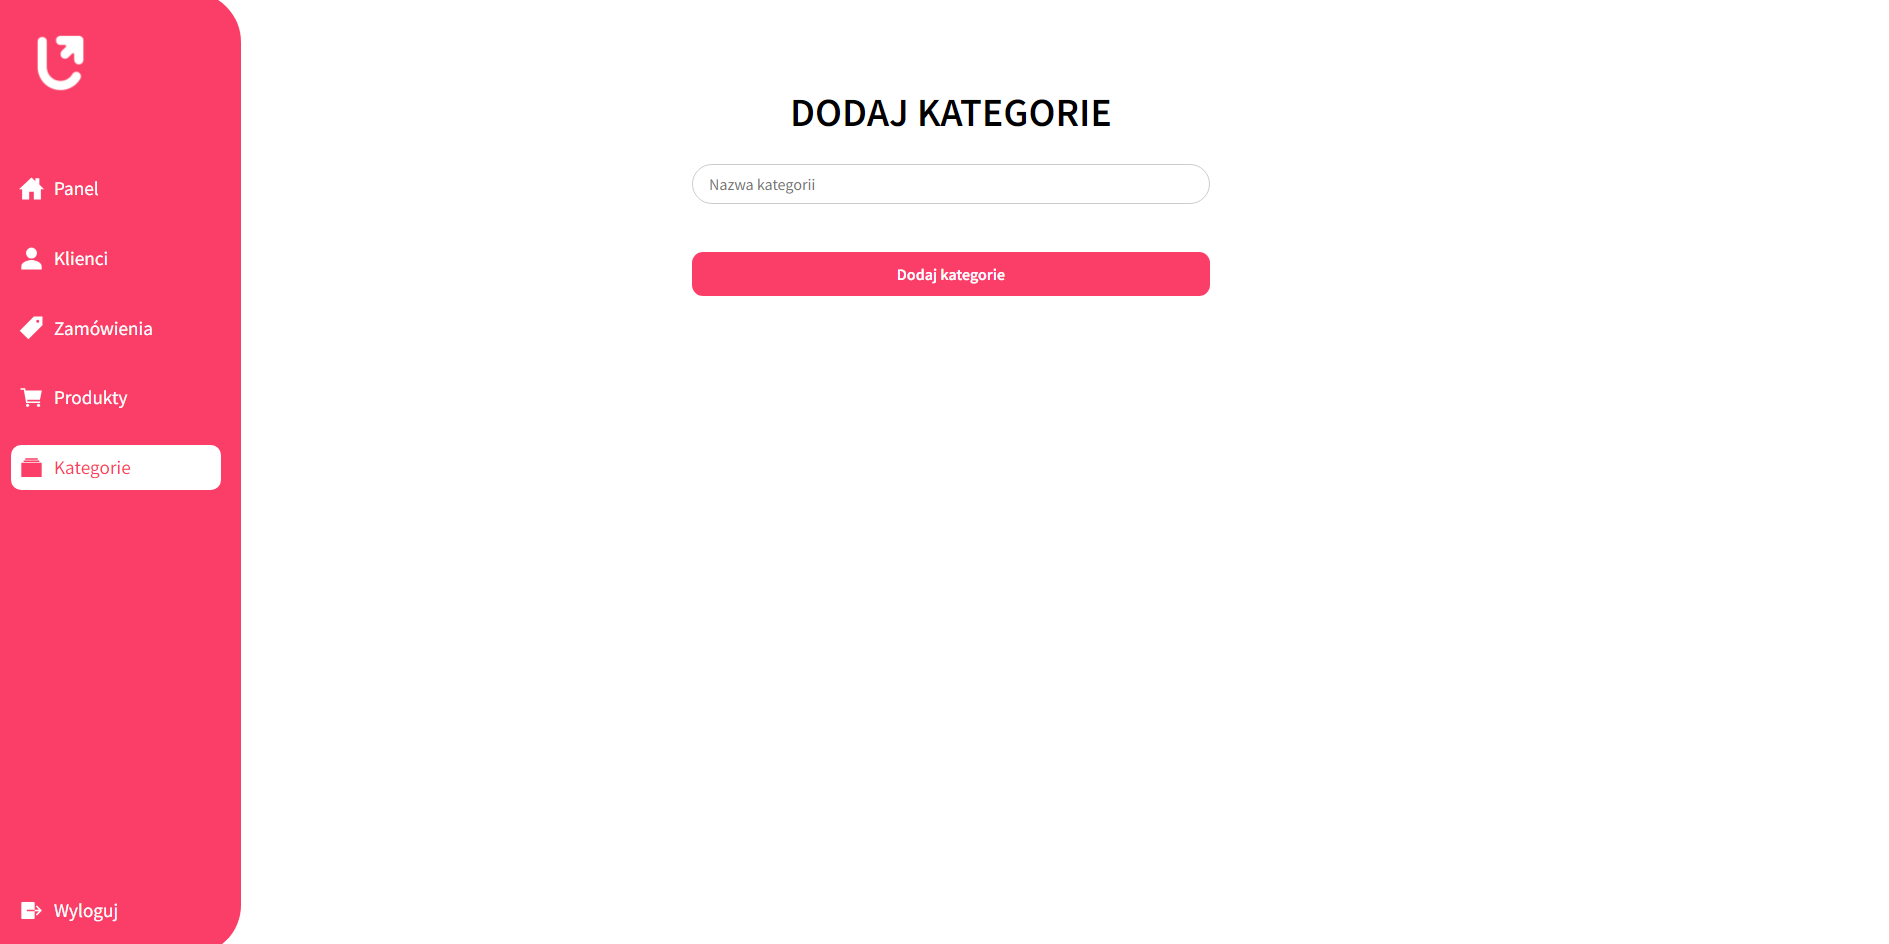 Panel
Klienci
Zamówienia
Produkty
Kategorie
Wyloguj
DODAJ KATEGORIE
Nazwa kategorii
Dodaj kategorie